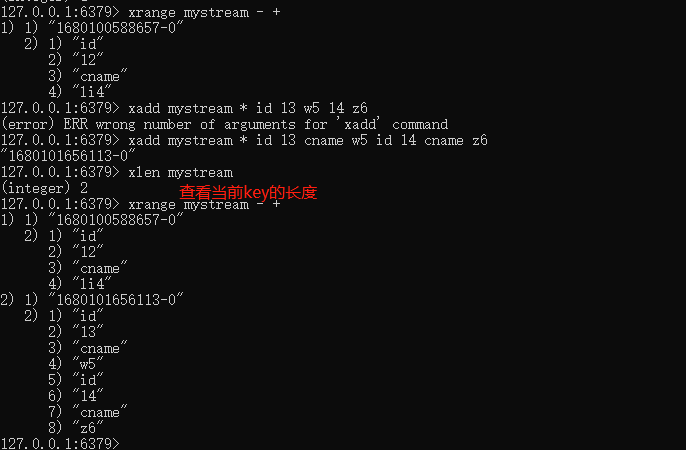 127.0.0.1:6379> xrange mystream - +
1) 1) "1680100588657-0"
2) 1) "id"
2) "12"
3) "cname"
4) "li4"
127.0.0.1:6379> xadd mystream * id 13 w5 14 z6
(error) ERR wrong number of arguments for 'xadd' command
127.0.0.1:6379> xadd mystream * id 13 cname w5 id 14 cname z6
"1680101656113-0"
127.0.0.1:6379> xlen mystream
(integer) 2
查看当前key的长度
127.0.0.1:6379> xrange mystream - +
1) 1) "1680100588657-0"
2) 1) "id"
2) "12"
3) "cname"
4) "li4"
2) 1) "1680101656113-0"
2) 1) "id"
2) "13"
3) "cname"
4) "w5"
5) "id"
6) "14"
7) "cname"
8) "z6"
127.0.0.1:6379>